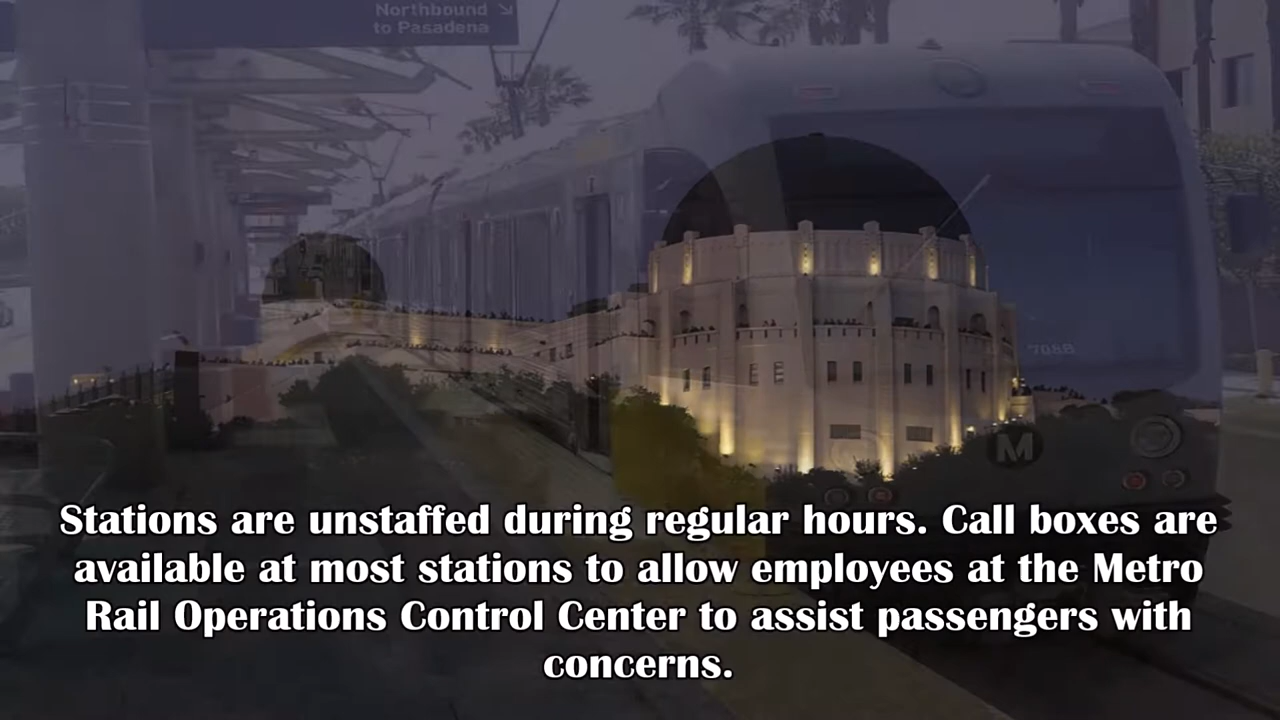 Northbound ↘
to Pasadena
708B
M
Stations are unstaffed during regular hours. Call boxes are
available at most stations to allow employees at the Metro
Rail Operations Control Center to assist passengers with
concerns.